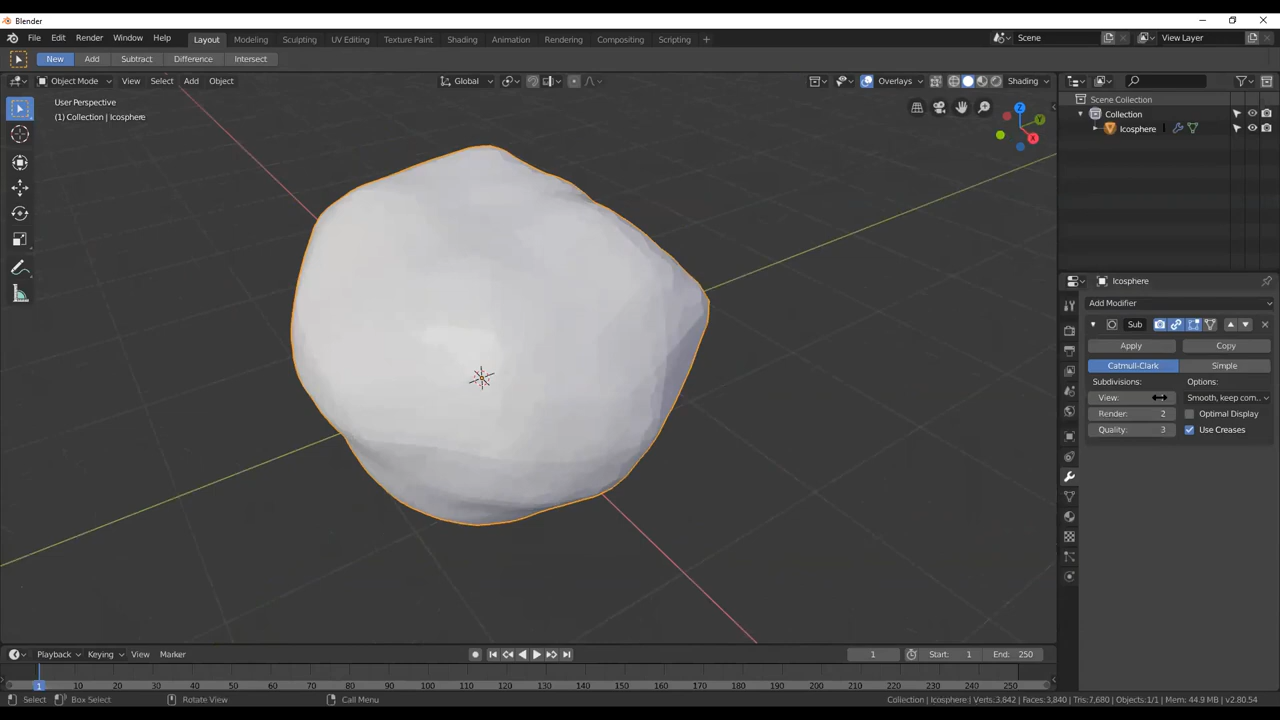 Blender
File Edit Render Window Help Layout Modeling Sculpting UV Editing Texture Paint Shading Animation Rendering Compositing Scripting + Scene View Layer
New Add Subtract Difference Intersect
Object Mode View Select Add Object Global Overlays Shading
User Perspective
(1) Collection | Icosphere
Z
Y
X
Scene Collection
Collection
Icosphere
Icosphere
Add Modifier
Sub
Apply Copy
Catmull-Clark Simple
Subdivisions: Options:
View: Smooth, keep corn...
Render: 2 Optimal Display
Quality: 3 Use Creases
Playback Keying View Marker 1 Start: 1 End: 250
1 10 20 30 40 50 60 70 80 90 100 110 120 130 140 150 160 170 180 190 200 210 220 230 240 250
Select Box Select Rotate View Call Menu Collection | Icosphere | Verts:3,842 | Faces:3,840 | Tris:7,680 | Objects:1/1 | Mem: 44.9 MB | v2.80.54